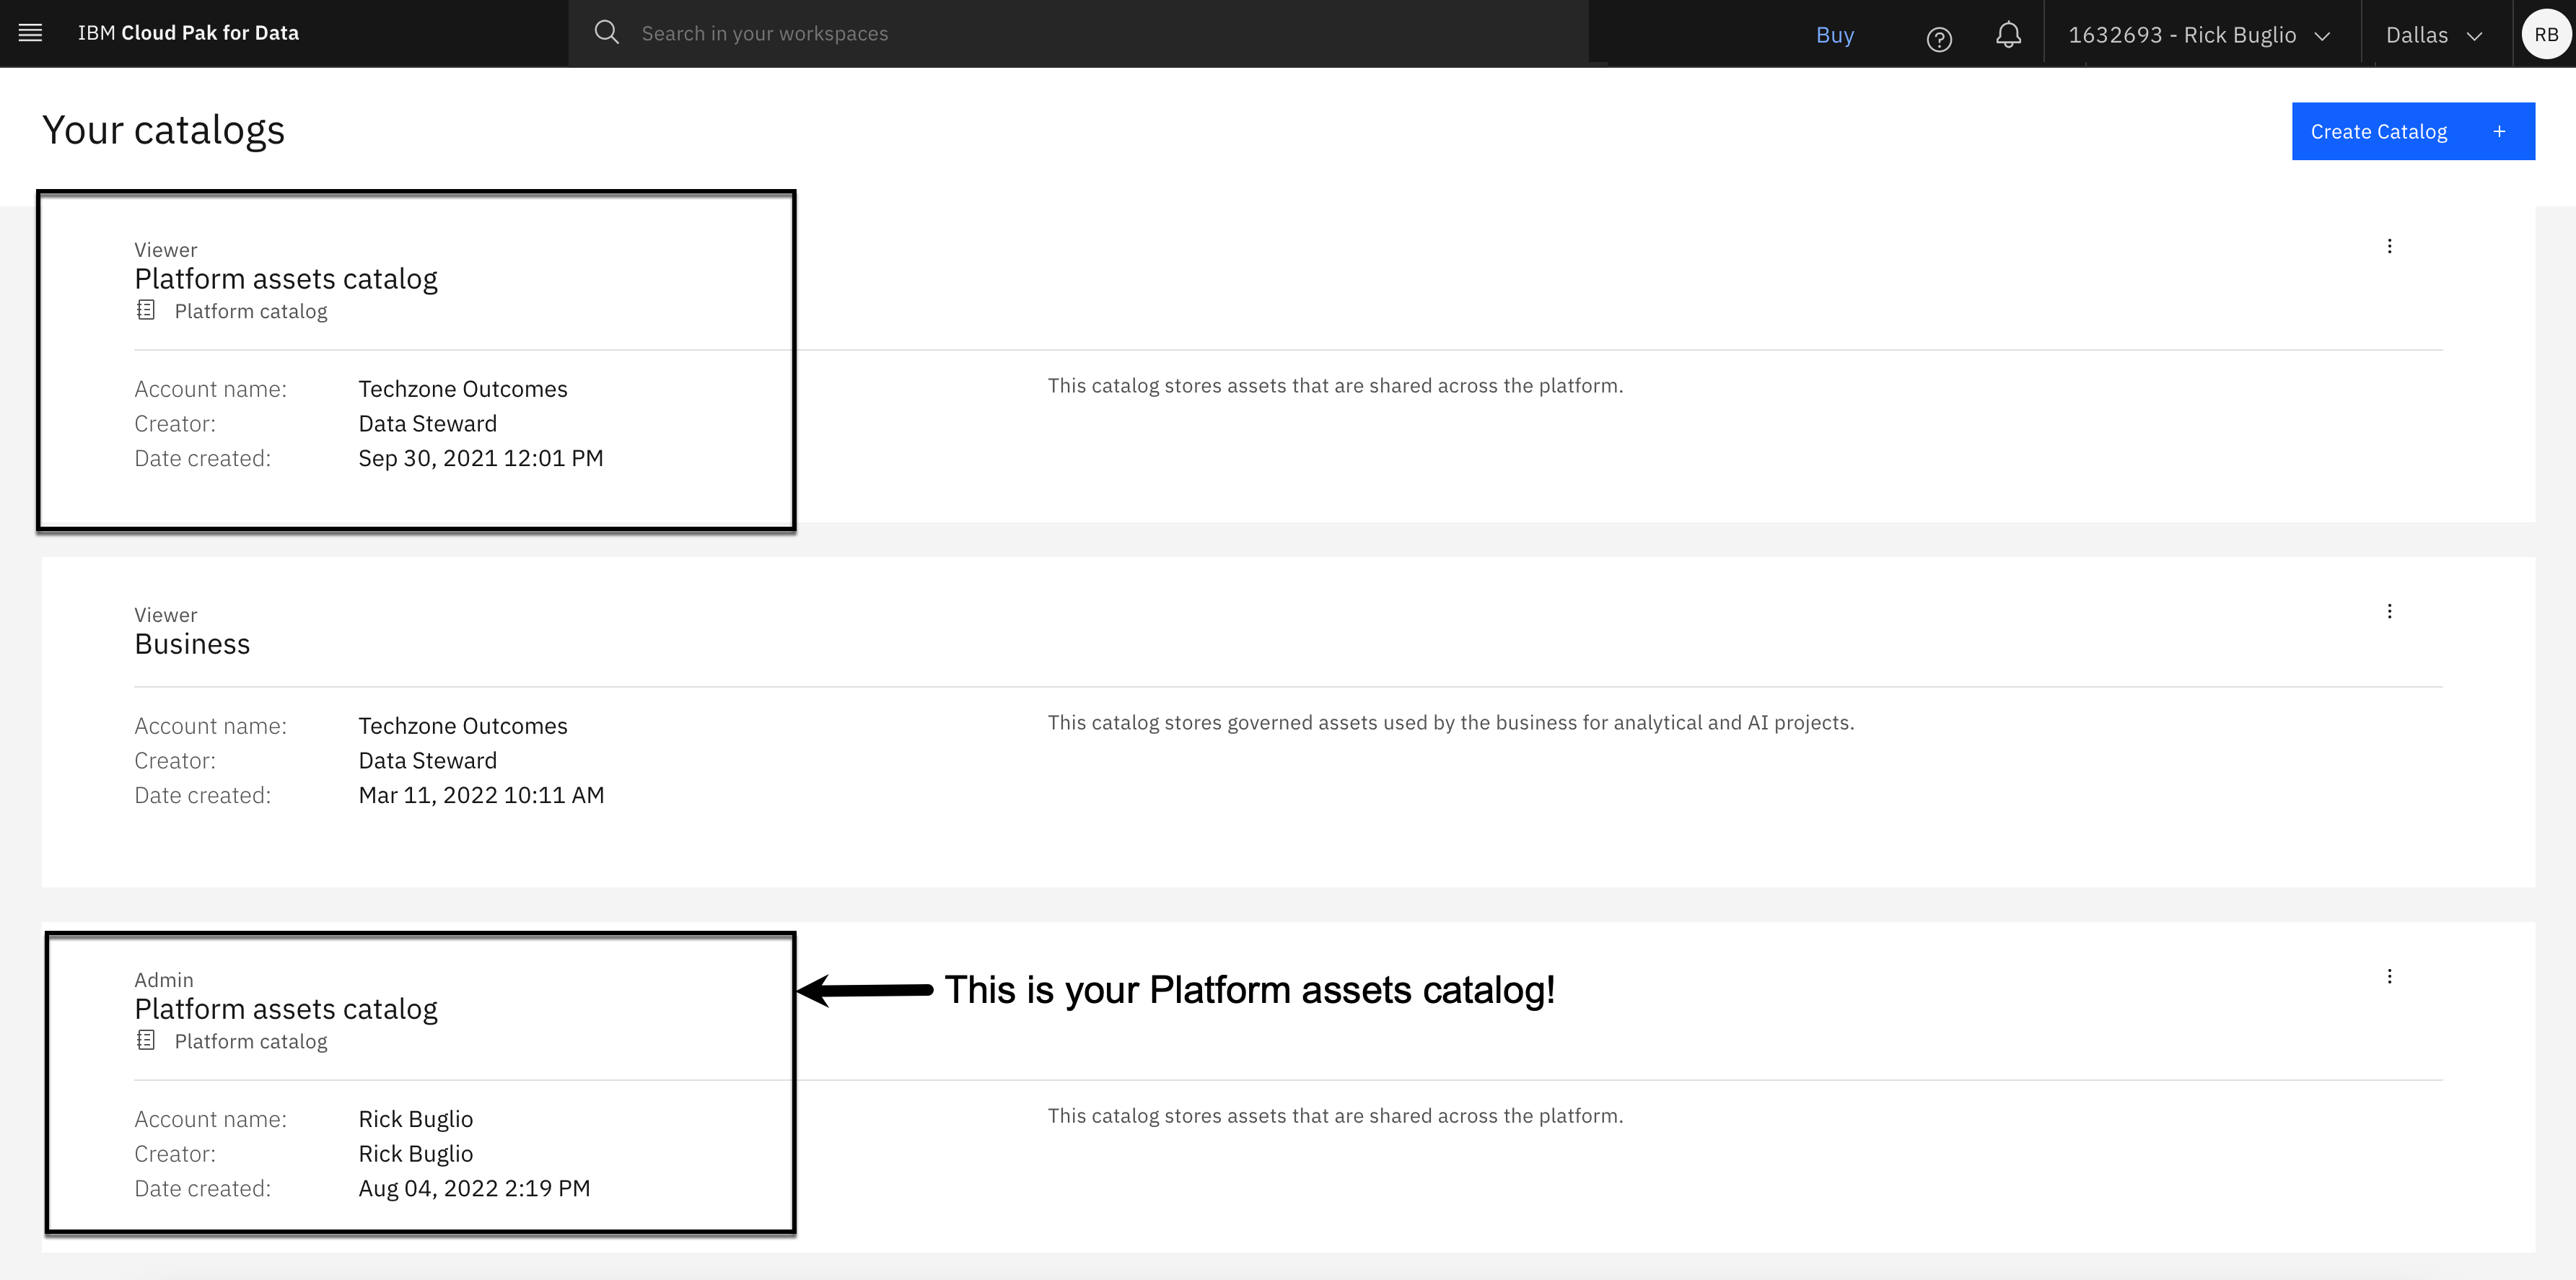 IBM Cloud Pak for Data
Search in your workspaces
Buy
1632693 - Rick Buglio
Dallas
RB
Your catalogs
Create Catalog +
Viewer
Platform assets catalog
Platform catalog
Account name: Techzone Outcomes
This catalog stores assets that are shared across the platform.
Creator: Data Steward
Date created: Sep 30, 2021 12:01 PM
Viewer
Business
Account name: Techzone Outcomes
This catalog stores governed assets used by the business for analytical and AI projects.
Creator: Data Steward
Date created: Mar 11, 2022 10:11 AM
Admin
Platform assets catalog
This is your Platform assets catalog!
Platform catalog
Account name: Rick Buglio
This catalog stores assets that are shared across the platform.
Creator: Rick Buglio
Date created: Aug 04, 2022 2:19 PM